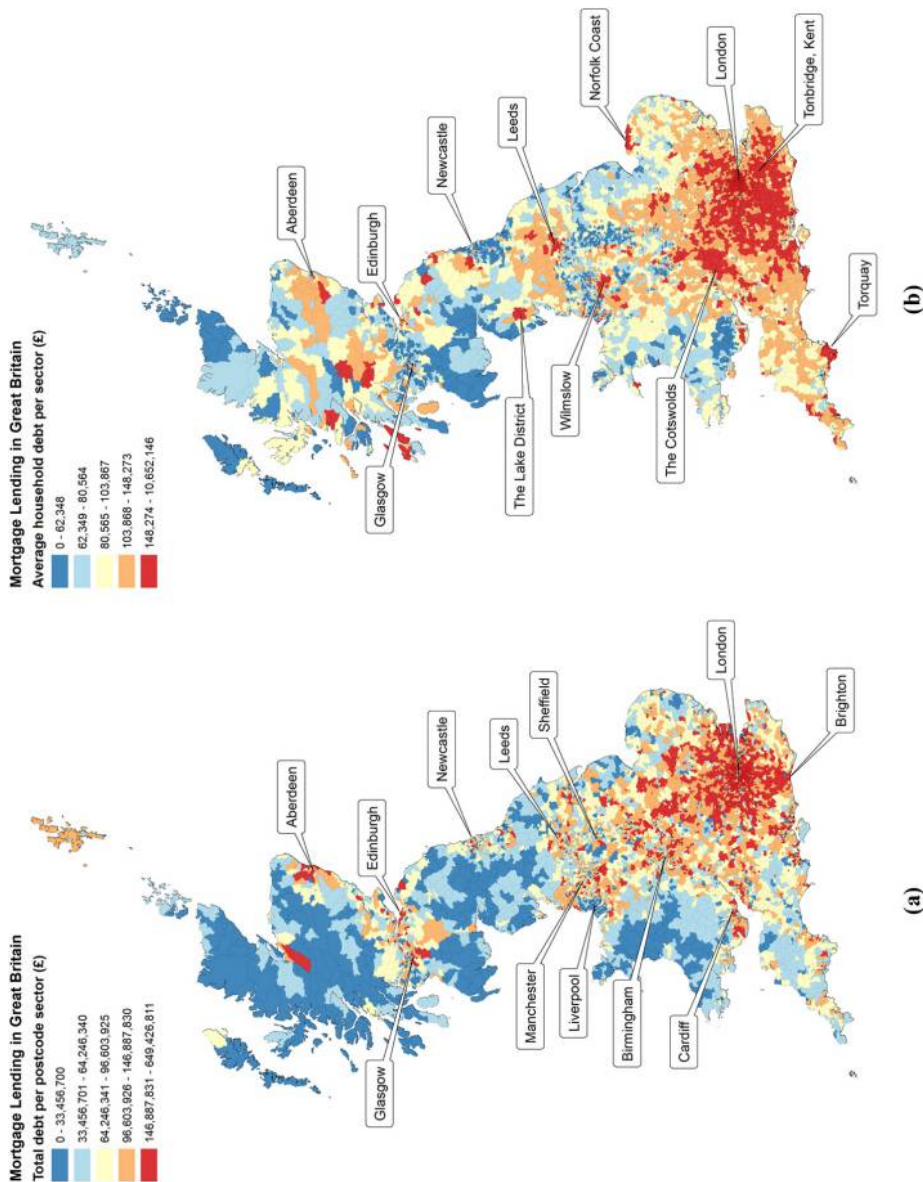 Mortgage Lending in Great Britain
Total debt per postcode sector (£)
0 - 33,456,700
33,456,701 - 64,246,340
64,246,341 - 96,603,925
96,603,926 - 146,887,830
146,887,831 - 649,426,811
Aberdeen
Edinburgh
Glasgow
Newcastle
Leeds
Sheffield
Manchester
Liverpool
Birmingham
Cardiff
London
Brighton
(a)
Mortgage Lending in Great Britain
Average household debt per sector (£)
0 - 62,348
62,349 - 80,564
80,565 - 103,867
103,868 - 148,273
148,274 - 10,652,146
Aberdeen
Edinburgh
Glasgow
Newcastle
Leeds
The Lake District
Wilmslow
Norfolk Coast
The Cotswolds
London
Tonbridge, Kent
Torquay
(b)